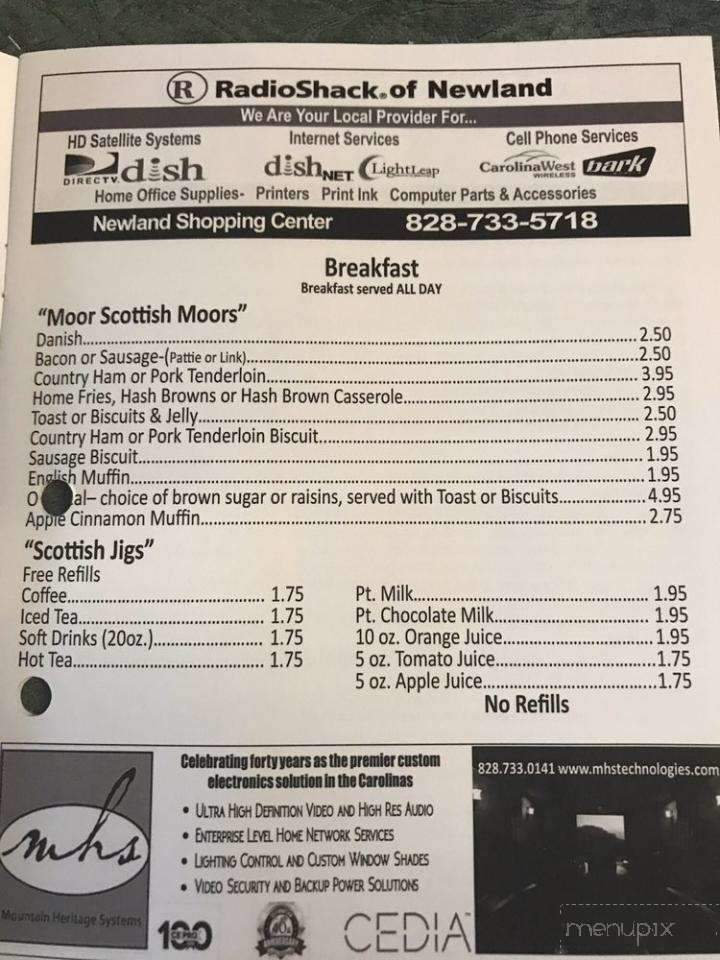 R RadioShack® of Newland
We Are Your Local Provider For...
HD Satellite Systems Internet Services Cell Phone Services
DIRECTV dish dish NET LightLeap CarolinaWest WIRELESS bark
Home Office Supplies- Printers Print Ink Computer Parts & Accessories
Newland Shopping Center 828-733-5718
Breakfast
Breakfast served ALL DAY
"Moor Scottish Moors"
Danish 2.50
Bacon or Sausage-(Pattie or Link) 2.50
Country Ham or Pork Tenderloin 3.95
Home Fries, Hash Browns or Hash Brown Casserole 2.95
Toast or Biscuits & Jelly 2.50
Country Ham or Pork Tenderloin Biscuit 2.95
Sausage Biscuit 1.95
English Muffin 1.95
O al– choice of brown sugar or raisins, served with Toast or Biscuits 4.95
Apple Cinnamon Muffin 2.75
"Scottish Jigs"
Free Refills
Coffee 1.75
Iced Tea 1.75
Soft Drinks (20oz.) 1.75
Hot Tea 1.75
Pt. Milk 1.95
Pt. Chocolate Milk 1.95
10 oz. Orange Juice 1.95
5 oz. Tomato Juice 1.75
5 oz. Apple Juice 1.75
No Refills
mhs
Mountain Heritage Systems
Celebrating forty years as the premier custom
electronics solution in the Carolinas
• ULTRA HIGH DEFINITION VIDEO AND HIGH RES AUDIO
• ENTERPRISE LEVEL HOME NETWORK SERVICES
• LIGHTING CONTROL AND CUSTOM WINDOW SHADES
• VIDEO SECURITY AND BACKUP POWER SOLUTIONS
CE PRO 100
40th ANNIVERSARY
CEDIA
828.733.0141 www.mhstechnologies.com
menupix